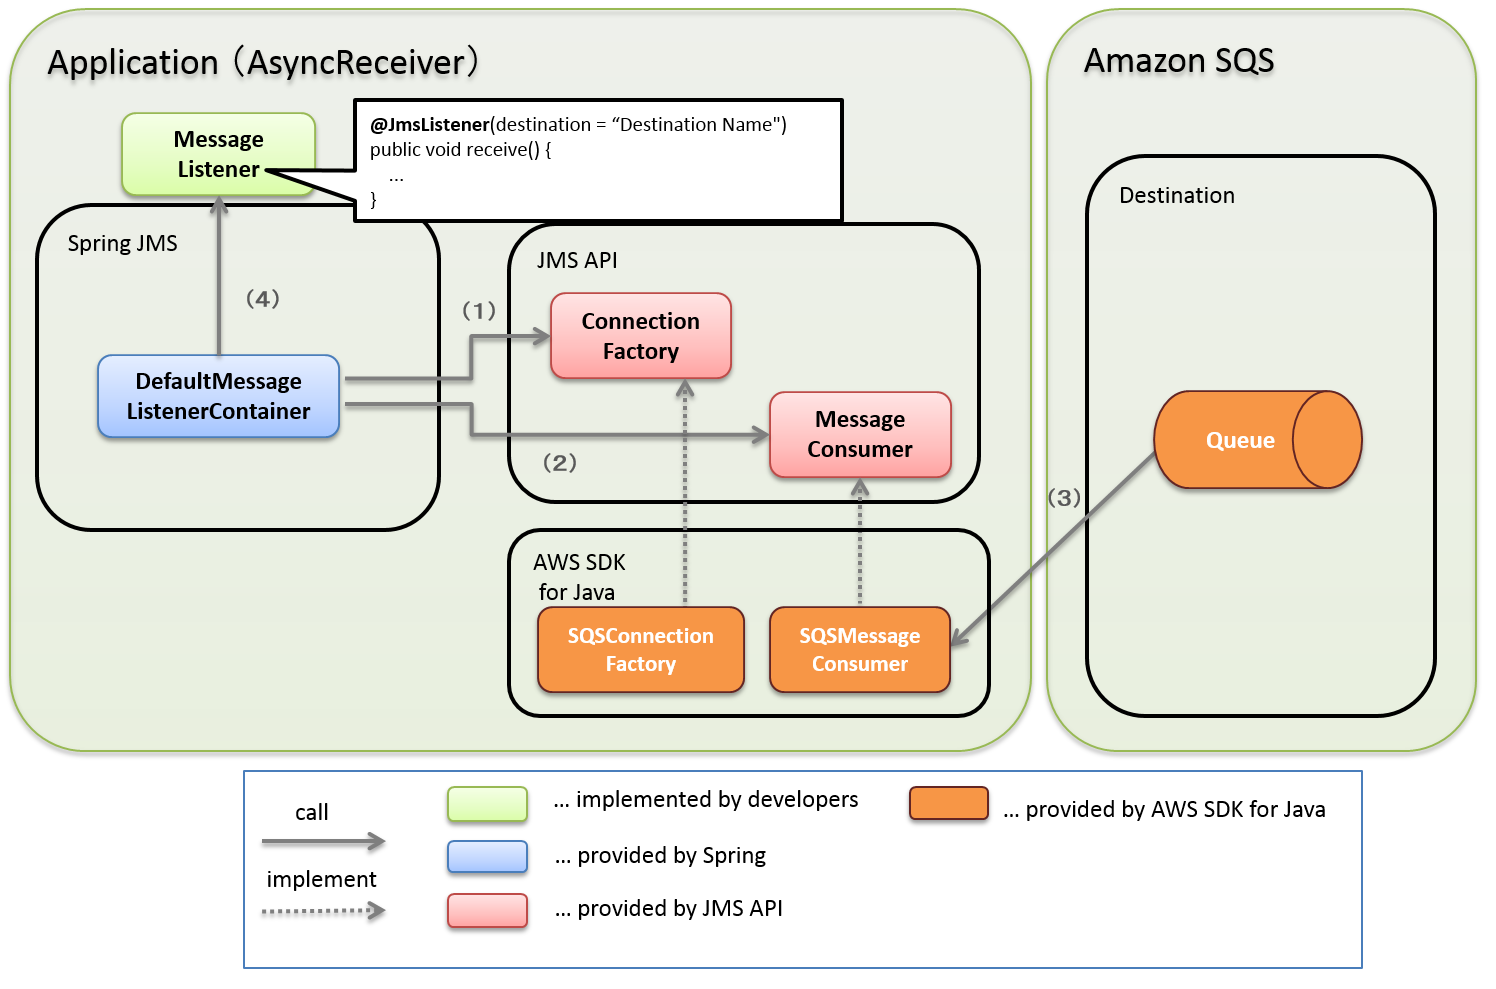 Application（AsyncReceiver）
Message
Listener
@JmsListener(destination = “Destination Name")
public void receive() {
...
}
Spring JMS
（4）
DefaultMessage
ListenerContainer
（1）
（2）
JMS API
Connection
Factory
Message
Consumer
AWS SDK
for Java
SQSConnection
Factory
SQSMessage
Consumer
（3）
Amazon SQS
Destination
Queue
call
implement
... implemented by developers
... provided by Spring
... provided by JMS API
... provided by AWS SDK for Java